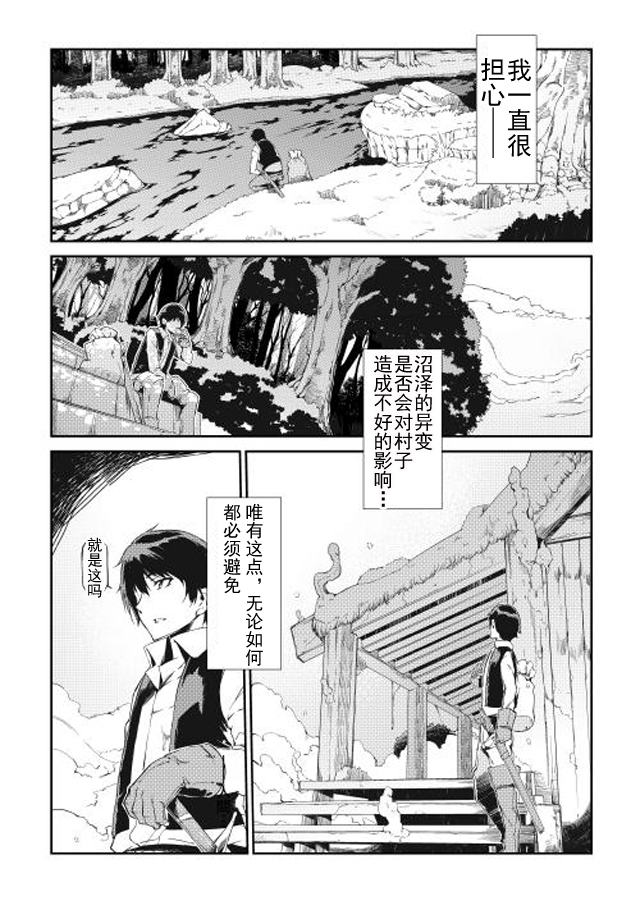 我一直很
担心——
沼泽的异变
是否会对村子
造成不好的影响…
唯有这点，无论如何
都必须避免
就是这吗